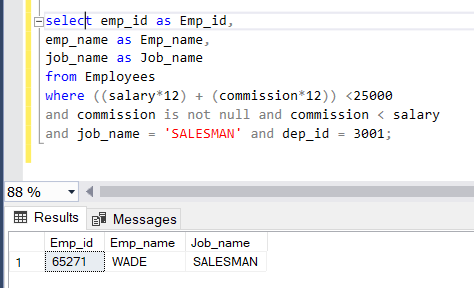 select emp_id as Emp_id,
emp_name as Emp_name,
job_name as Job_name
from Employees
where ((salary*12) + (commission*12)) <25000
and commission is not null and commission < salary
and job_name = 'SALESMAN' and dep_id = 3001;
88 %
Results Messages
Emp_id Emp_name Job_name
1 65271 WADE SALESMAN